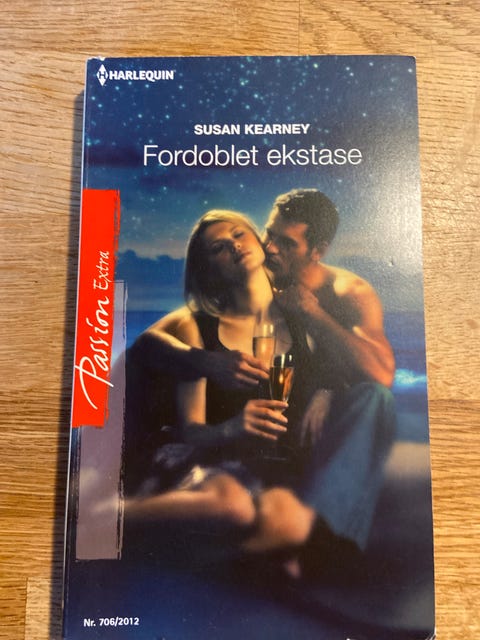 HARLEQUIN
SUSAN KEARNEY
Fordoblet ekstase
Passion Extra
Nr. 706/2012